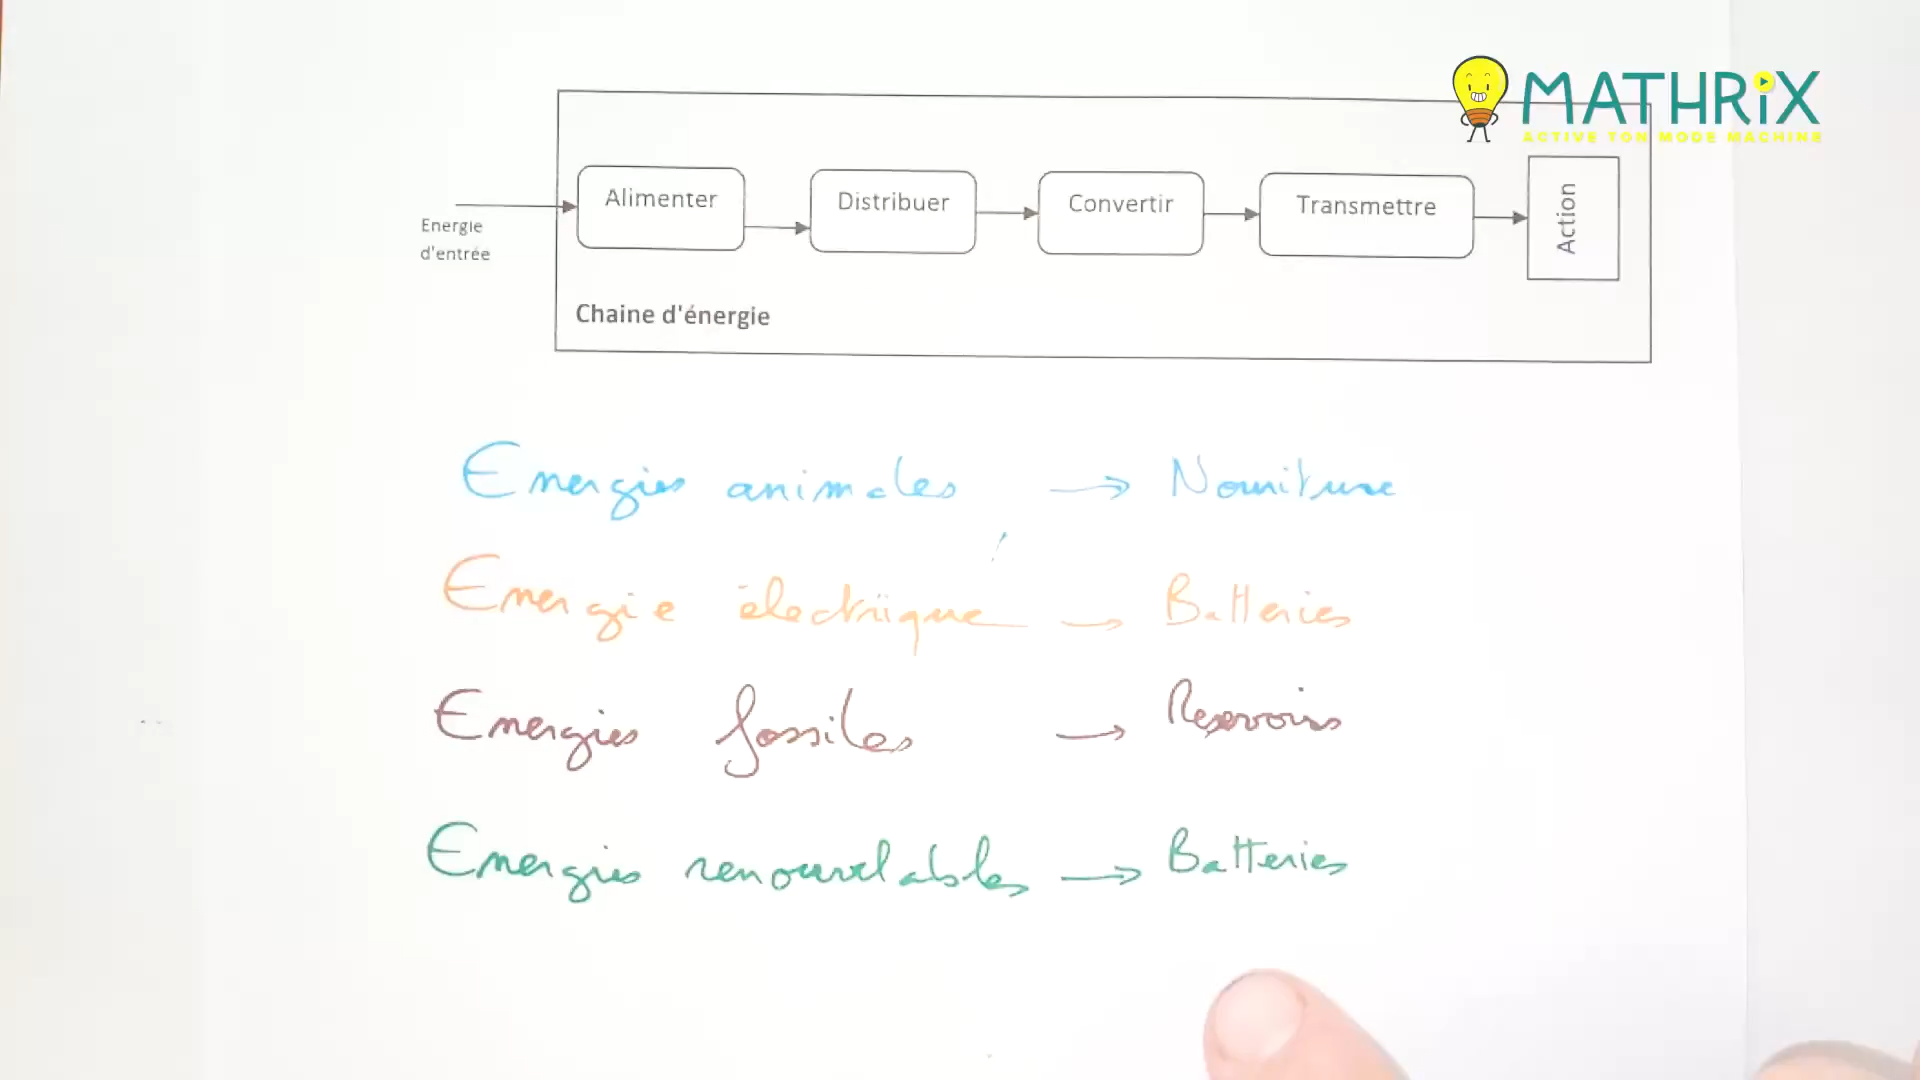 MATHRiX
ACTIVE TON MODE MACHINE
Alimenter
Distribuer
Convertir
Transmettre
Action
Energie
d'entrée
Chaine d'énergie
Energies animales → Nourriture
Energie électrique → Batteries
Energies fossiles → Reservoirs
Energies renouvelables → Batteries